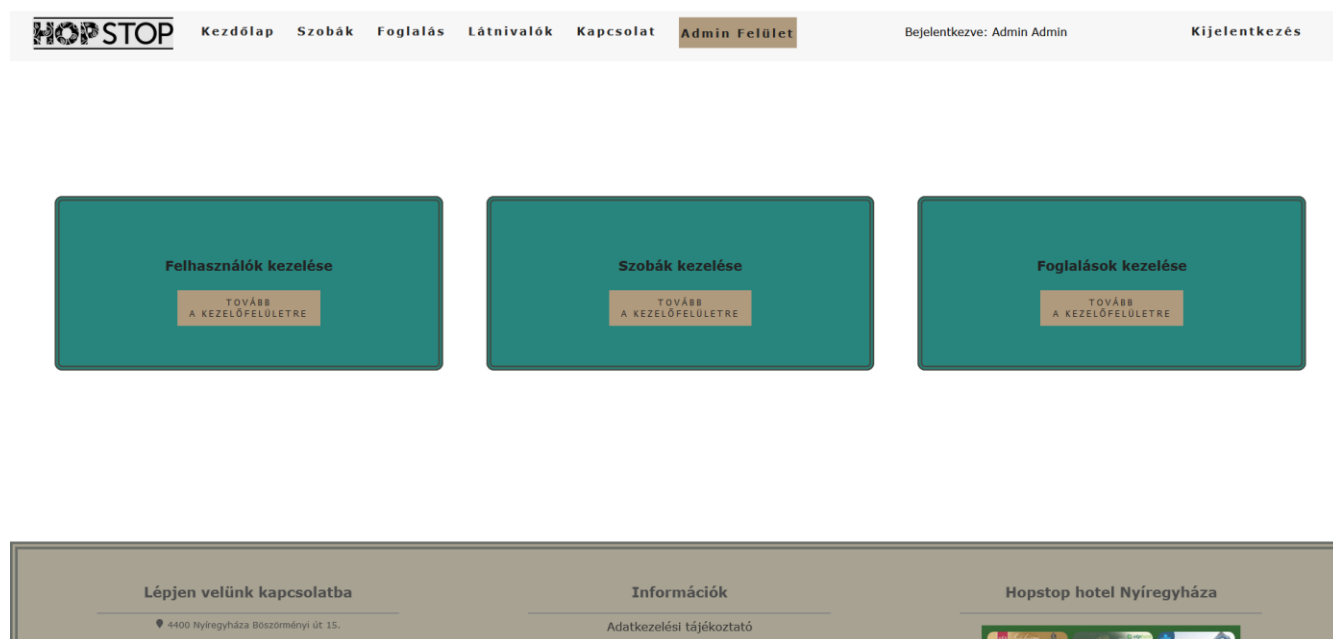 HOPSTOP Kezdőlap Szobák Foglalás Látnivalók Kapcsolat Admin Felület Bejelentkezve: Admin Admin Kijelentkezés
Felhasználók kezelése
TOVÁBB
A KEZELŐFELÜLETRE
Szobák kezelése
TOVÁBB
A KEZELŐFELÜLETRE
Foglalások kezelése
TOVÁBB
A KEZELŐFELÜLETRE
Lépjen velünk kapcsolatba
4400 Nyíregyháza Böszörményi út 15.
Információk
Adatkezelési tájékoztató
Hopstop hotel Nyíregyháza